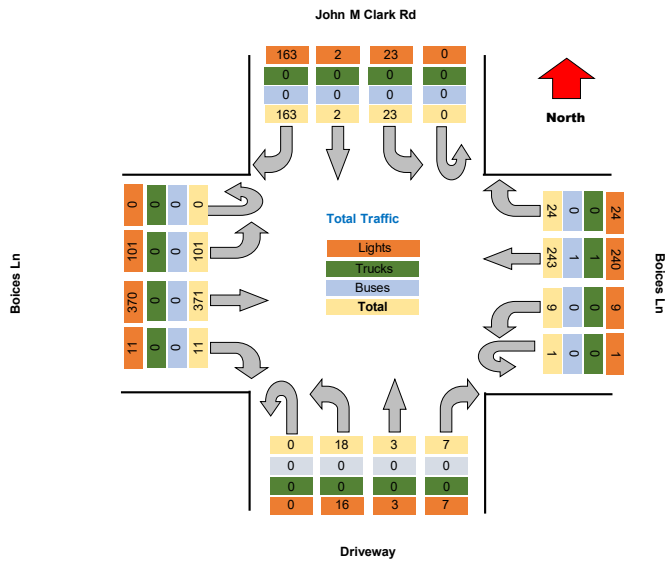 John M Clark Rd
163 2 23 0
0 0 0 0
0 0 0 0
163 2 23 0
North
0 0 0 0
101 0 0 101
370 0 0 371
11 0 0 11
Total Traffic
Lights
Trucks
Buses
Total
24 0 0 24
243 1 1 240
9 0 0 9
1 0 0 1
Boices Ln
Boices Ln
0 18 3 7
0 0 0 0
0 0 0 0
0 16 3 7
Driveway